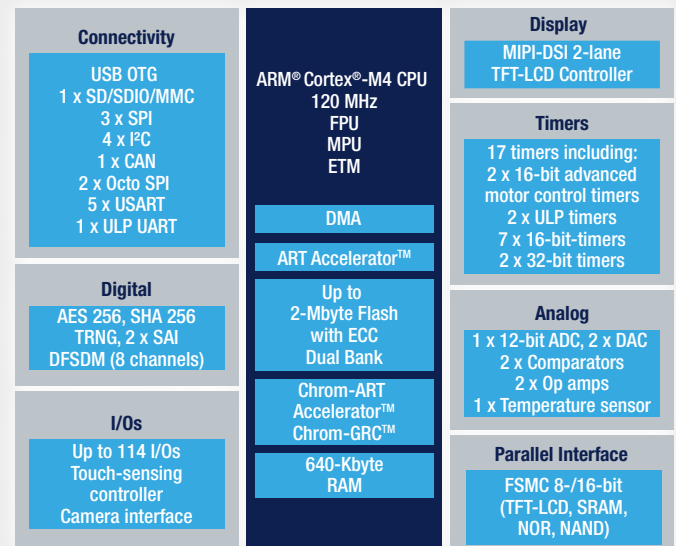 Connectivity
USB OTG
1 x SD/SDIO/MMC
3 x SPI
4 x I²C
1 x CAN
2 x Octo SPI
5 x USART
1 x ULP UART
Digital
AES 256, SHA 256
TRNG, 2 x SAI
DFSDM (8 channels)
I/Os
Up to 114 I/Os
Touch-sensing
controller
Camera interface
ARM® Cortex®-M4 CPU
120 MHz
FPU
MPU
ETM
DMA
ART Accelerator™
Up to
2-Mbyte Flash
with ECC
Dual Bank
Chrom-ART
Accelerator™
Chrom-GRC™
640-Kbyte
RAM
Display
MIPI-DSI 2-lane
TFT-LCD Controller
Timers
17 timers including:
2 x 16-bit advanced
motor control timers
2 x ULP timers
7 x 16-bit-timers
2 x 32-bit timers
Analog
1 x 12-bit ADC, 2 x DAC
2 x Comparators
2 x Op amps
1 x Temperature sensor
Parallel Interface
FSMC 8-/16-bit
(TFT-LCD, SRAM,
NOR, NAND)